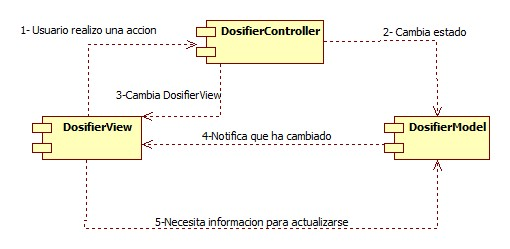 1- Usuario realizo una accion
DosifierController
2- Cambia estado
3-Cambia DosifierView
DosifierView
4-Notifica que ha cambiado
DosifierModel
5-Necesita informacion para actualizarse